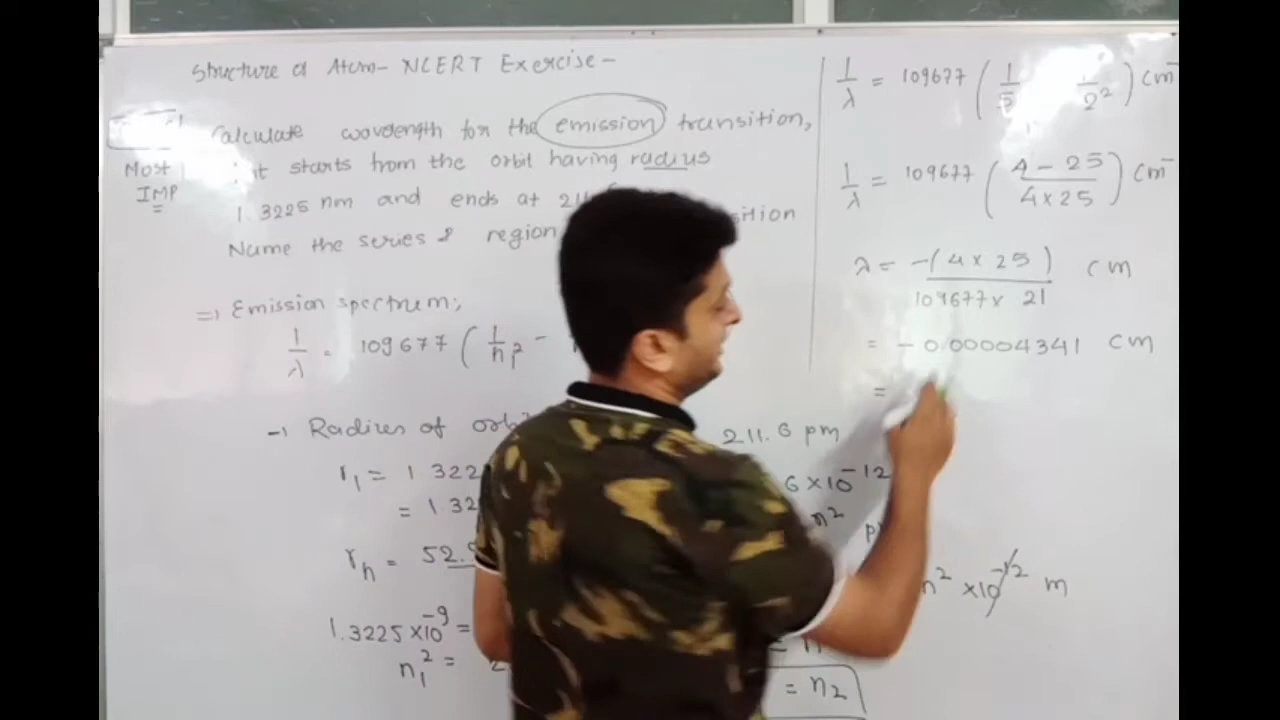 Structure of Atom- NCERT Exercise-
Calculate wavelength for the emission transition,
it starts from the orbit having radius
Most
IMP
1.3225 nm and ends at 211.
Name the series & region
=> Emission spectrum;
1/λ = 109677 ( 1/n₁² -
→ Radius of
r₁ = 1.322
= 1.32
rₙ = 52.9
1.3225×10⁻⁹ =
n₁² = 2
211.6 pm
6×10⁻¹²
n²
n² ×10⁻¹² m
= n₂
1/λ = 109677 ( 1/5 1/2² ) cm⁻
1/λ = 109677 ( 4 - 25 / 4×25 ) cm⁻
λ = -( 4 × 25 ) / 109677 × 21 cm
= - 0.00004341 cm
=